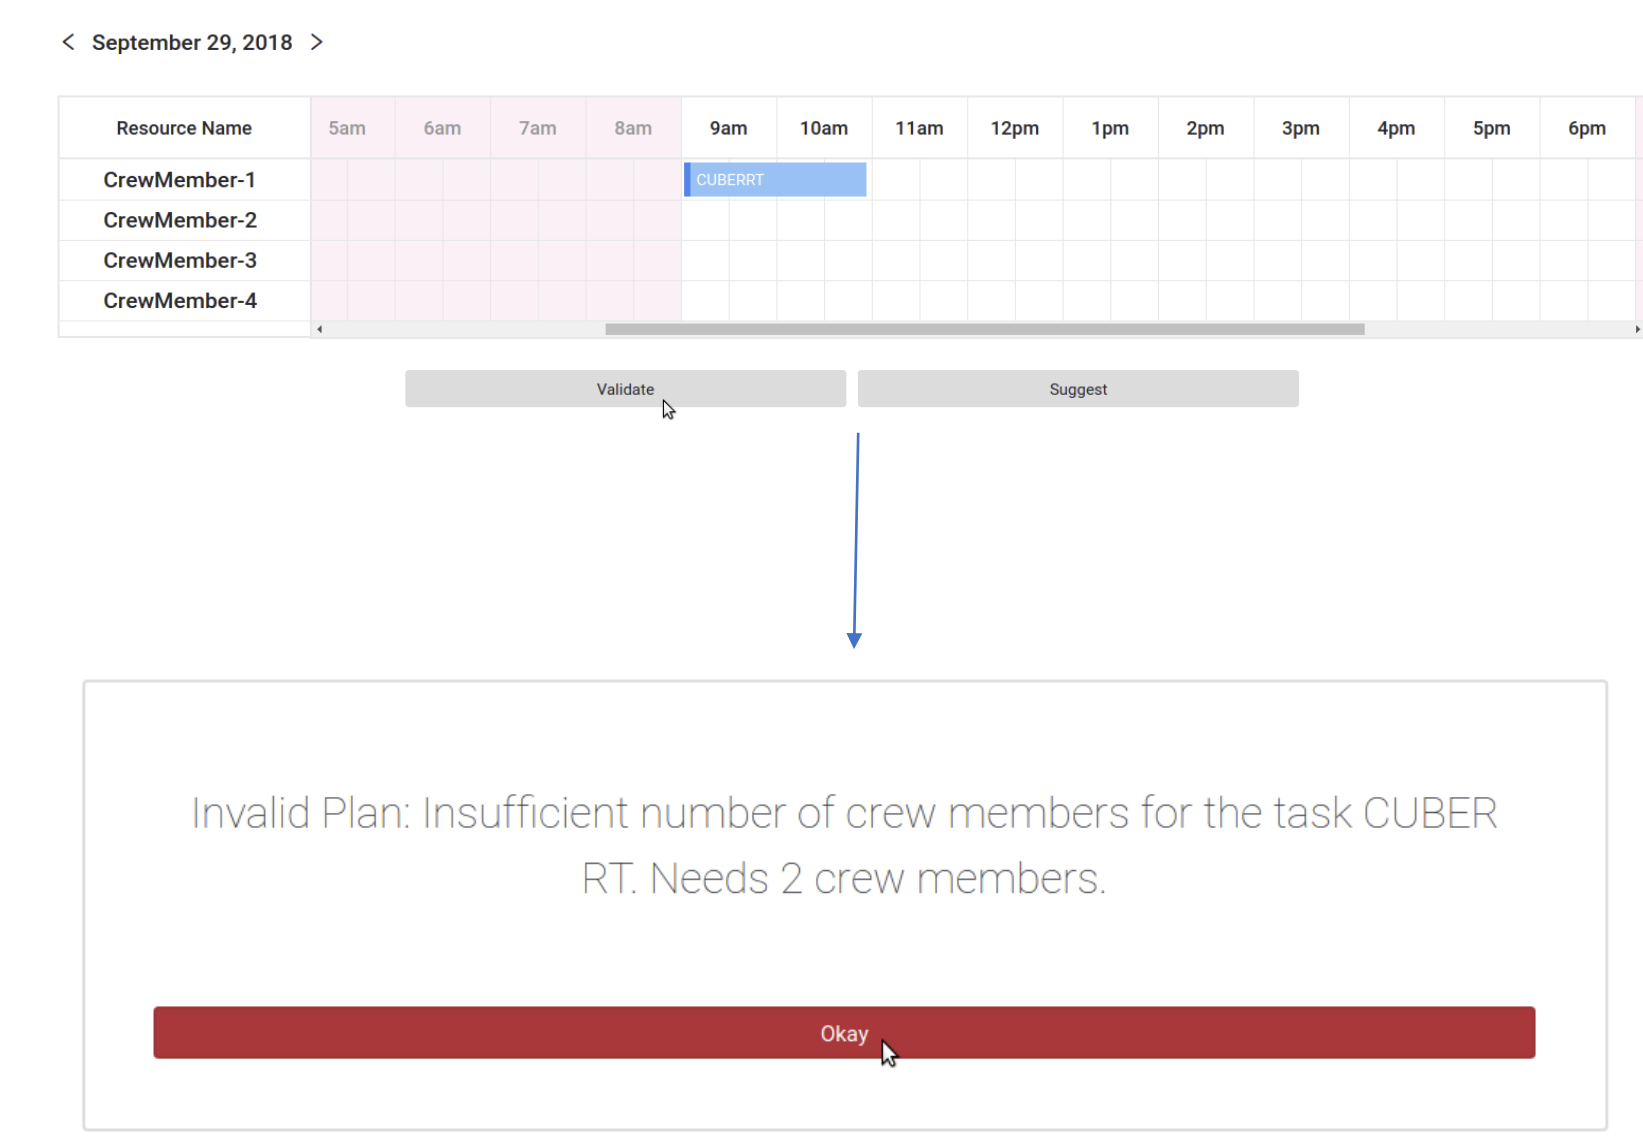 September 29, 2018
Resource Name 5am 6am 7am 8am 9am 10am 11am 12pm 1pm 2pm 3pm 4pm 5pm 6pm
CrewMember-1 CUBERRT
CrewMember-2
CrewMember-3
CrewMember-4
Validate Suggest
Invalid Plan: Insufficient number of crew members for the task CUBER
RT. Needs 2 crew members.
Okay